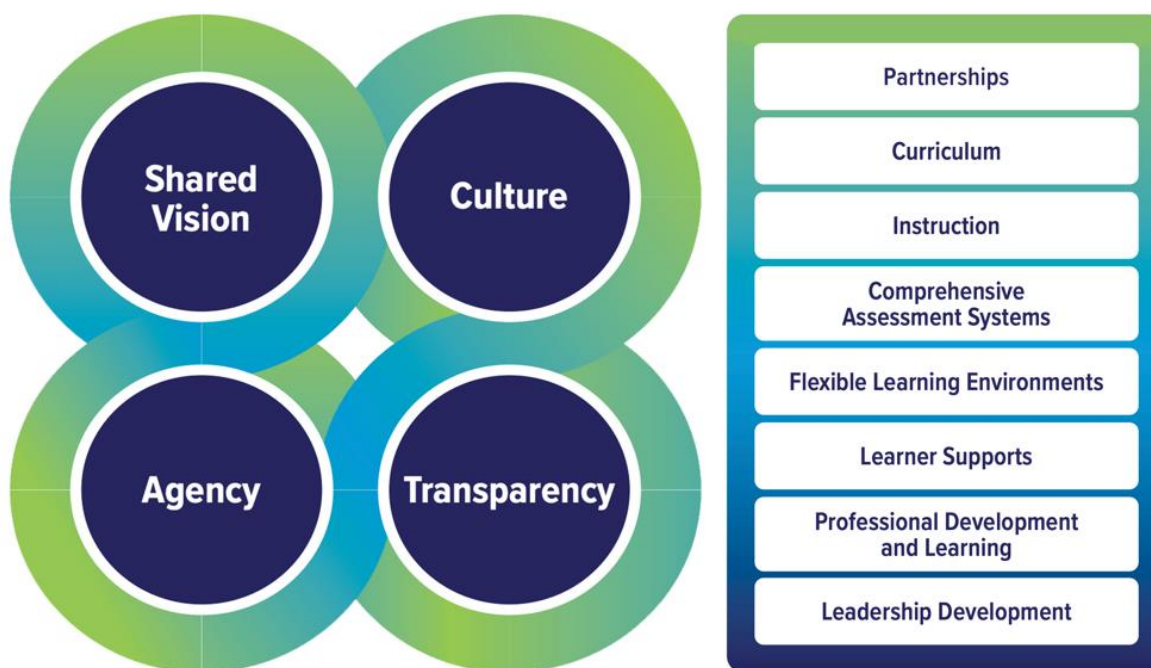 Shared
Vision
Culture
Agency
Transparency
Partnerships
Curriculum
Instruction
Comprehensive
Assessment Systems
Flexible Learning Environments
Learner Supports
Professional Development
and Learning
Leadership Development